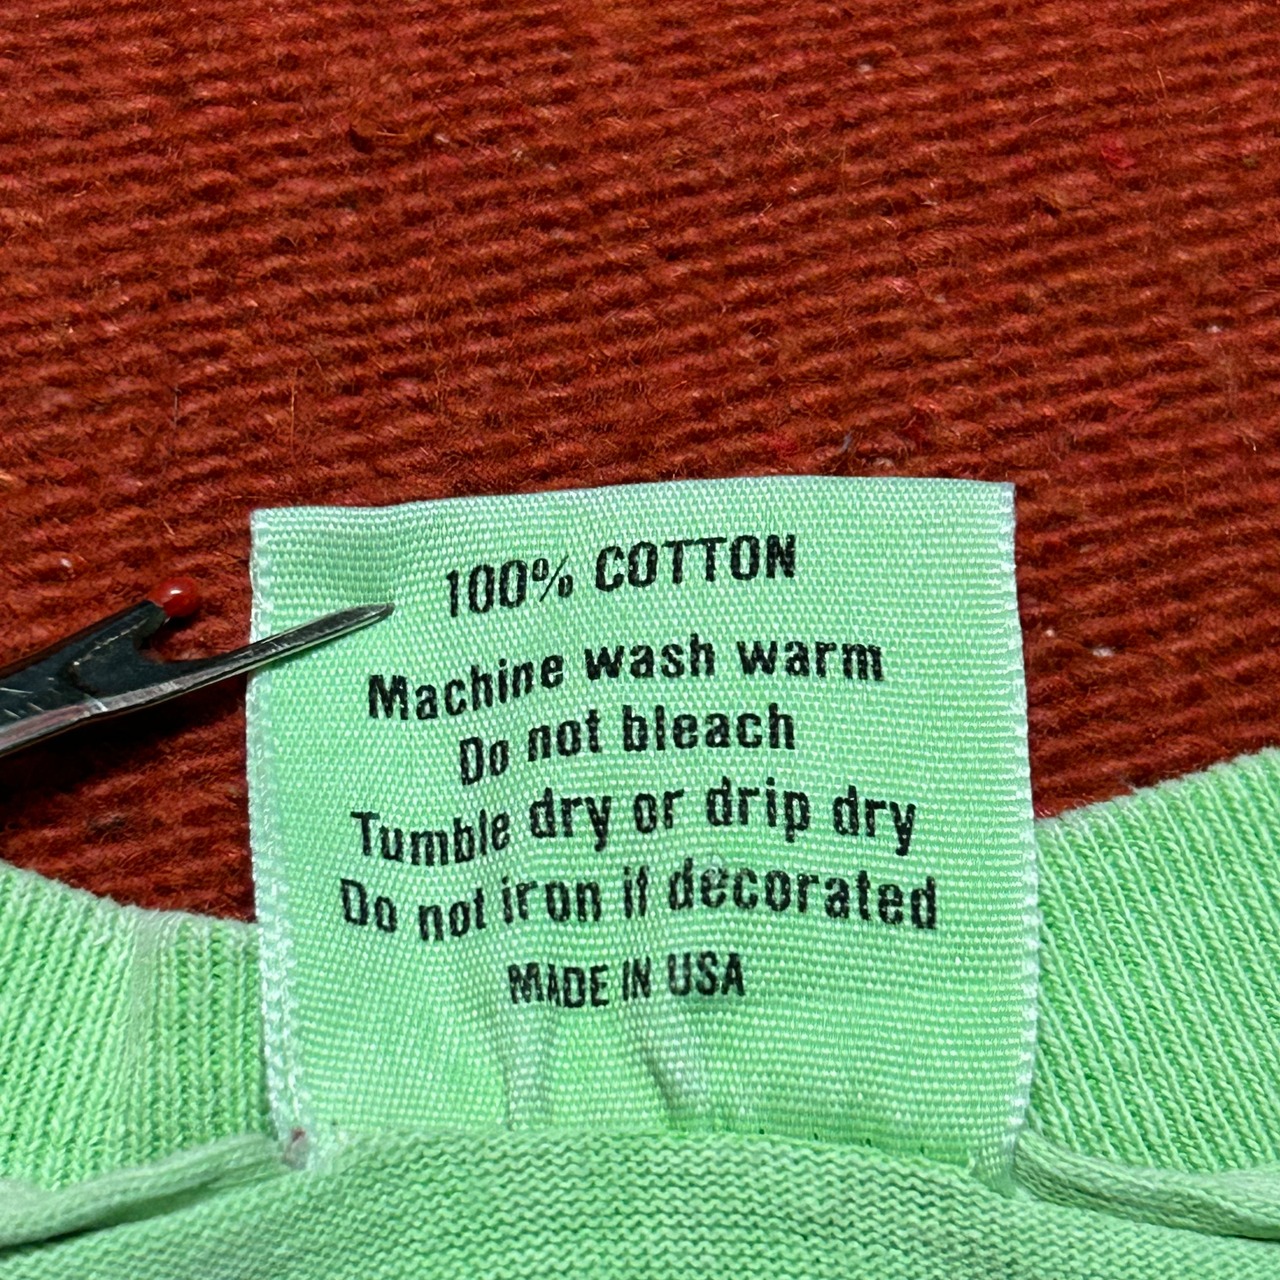 100% COTTON
Machine wash warm
Do not bleach
Tumble dry or drip dry
Do not iron if decorated
MADE IN USA